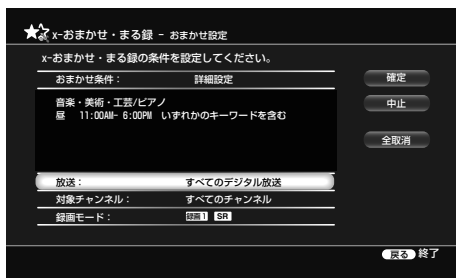 x-おまかせ・まる録 - おまかせ設定
x-おまかせ・まる録の条件を設定してください。
おまかせ条件： 詳細設定
確定
音楽・美術・工芸/ピアノ
中止
昼 11:00AM- 6:00PM いずれかのキーワードを含む
全取消
放送： すべてのデジタル放送
対象チャンネル： すべてのチャンネル
録画モード： 録画1 SR
戻る 終了